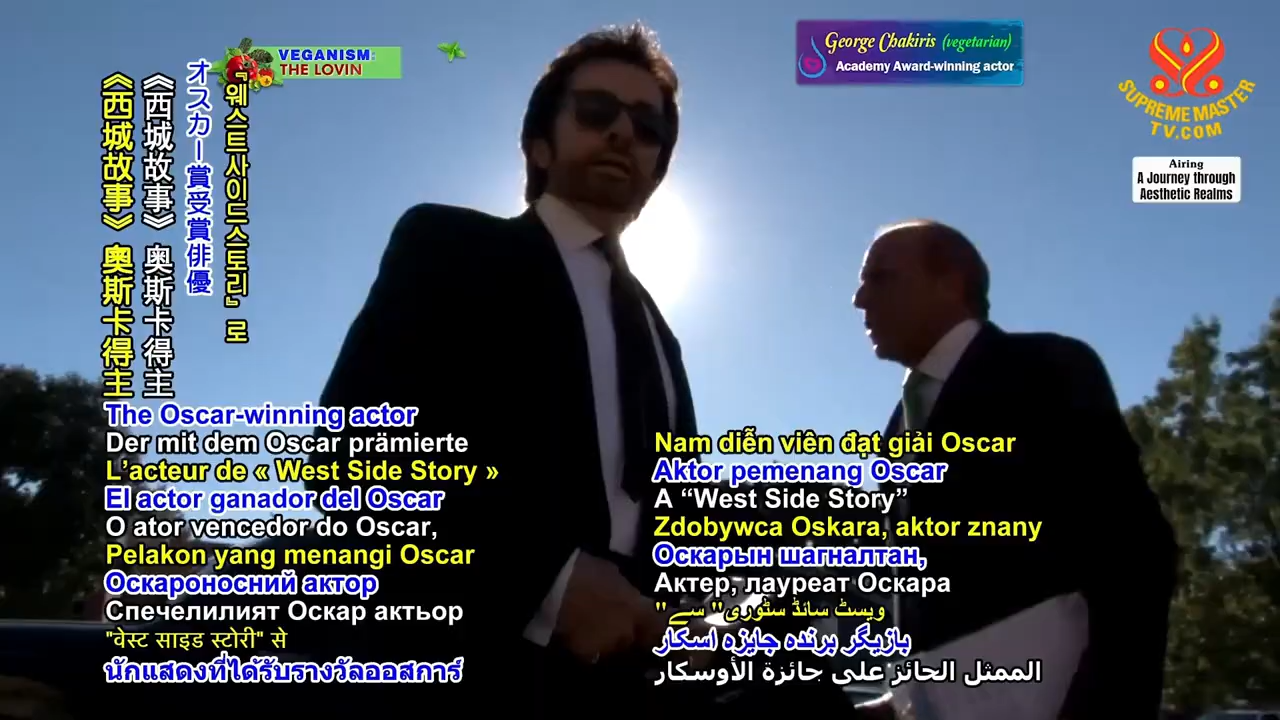 VEGANISM:
THE LOVIN
George Chakiris (vegetarian)
Academy Award-winning actor
SUPREME MASTER
TV.COM
Airing
A Journey through
Aesthetic Realms
《西城故事》奧斯卡得主
《西城故事》奥斯卡得主
オスカー賞受賞俳優
『웨스트사이드스토리』로
The Oscar-winning actor
Der mit dem Oscar prämierte
L’acteur de « West Side Story »
El actor ganador del Oscar
O ator vencedor do Oscar,
Pelakon yang menangi Oscar
Оскароносний актор
Спечелилият Оскар актьор
"वेस्ट साइड स्टोरी" से
นักแสดงที่ได้รับรางวัลออสการ์
Nam diễn viên đạt giải Oscar
Aktor pemenang Oscar
A “West Side Story”
Zdobywca Oskara, aktor znany
Оскарын шагналтан,
Актер, лауреат Оскара
"ویسٹ سائڈ سٹوری" سے
بازیگر برنده جایزه اسکار
الممثل الحائز على جائزة الأوسكار